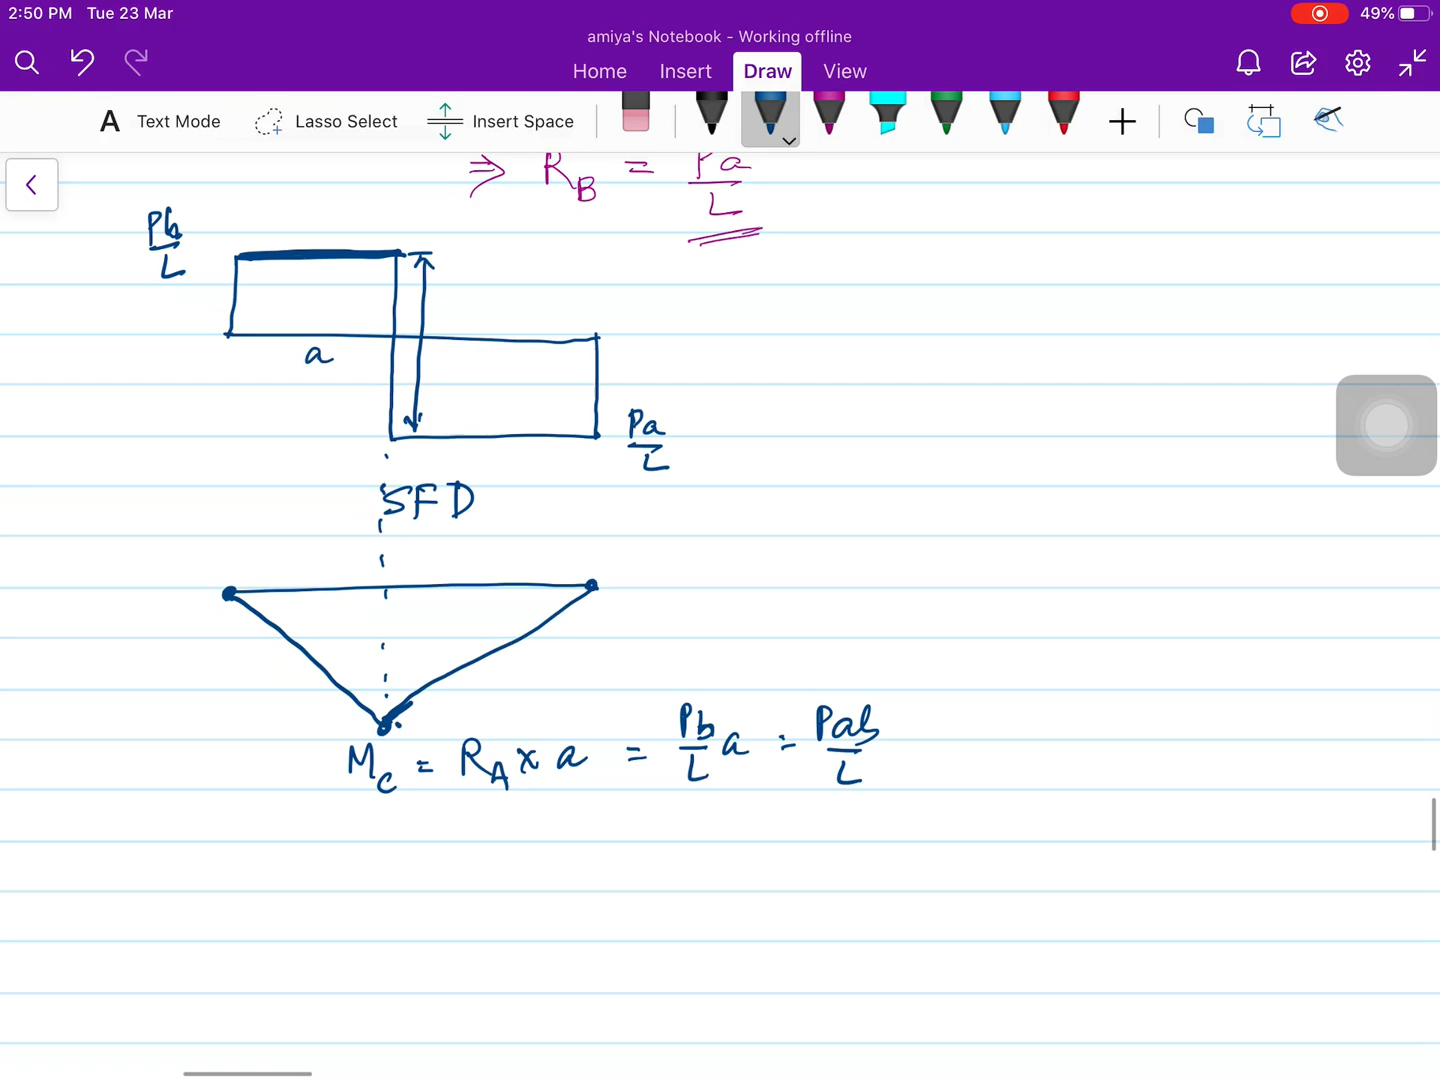 2:50 PM Tue 23 Mar 49%
amiya's Notebook - Working offline
Home Insert Draw View
A Text Mode Lasso Select Insert Space
⇒ R_B = Pa/L
Pb/L
a
Pa/L
SFD
M_C = R_A × a = Pb/L a = Pab/L